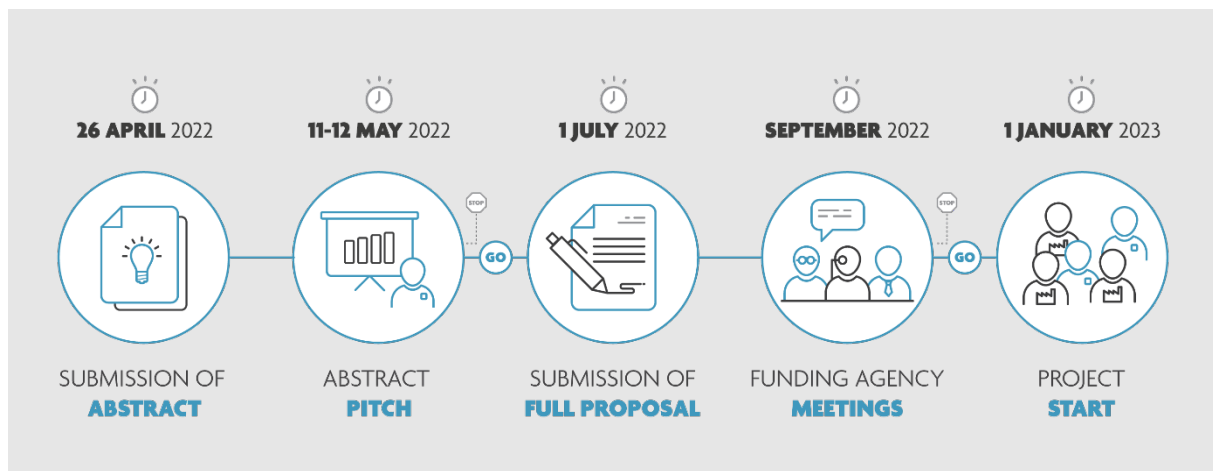 26 APRIL 2022
11-12 MAY 2022
1 JULY 2022
SEPTEMBER 2022
1 JANUARY 2023
STOP
GO
STOP
GO
SUBMISSION OF
ABSTRACT
ABSTRACT
PITCH
SUBMISSION OF
FULL PROPOSAL
FUNDING AGENCY
MEETINGS
PROJECT
START